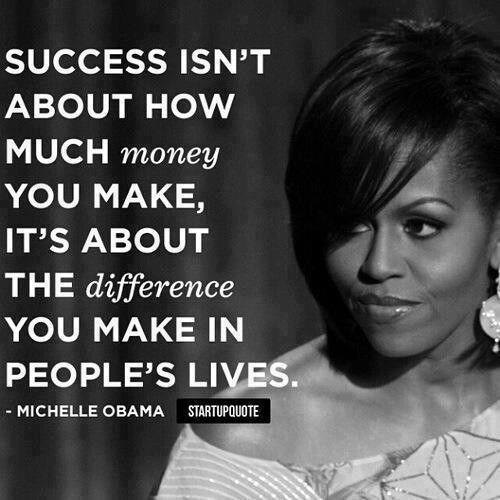 SUCCESS ISN'T
ABOUT HOW
MUCH money
YOU MAKE,
IT'S ABOUT
THE difference
YOU MAKE IN
PEOPLE'S LIVES.
- MICHELLE OBAMA STARTUPQUOTE